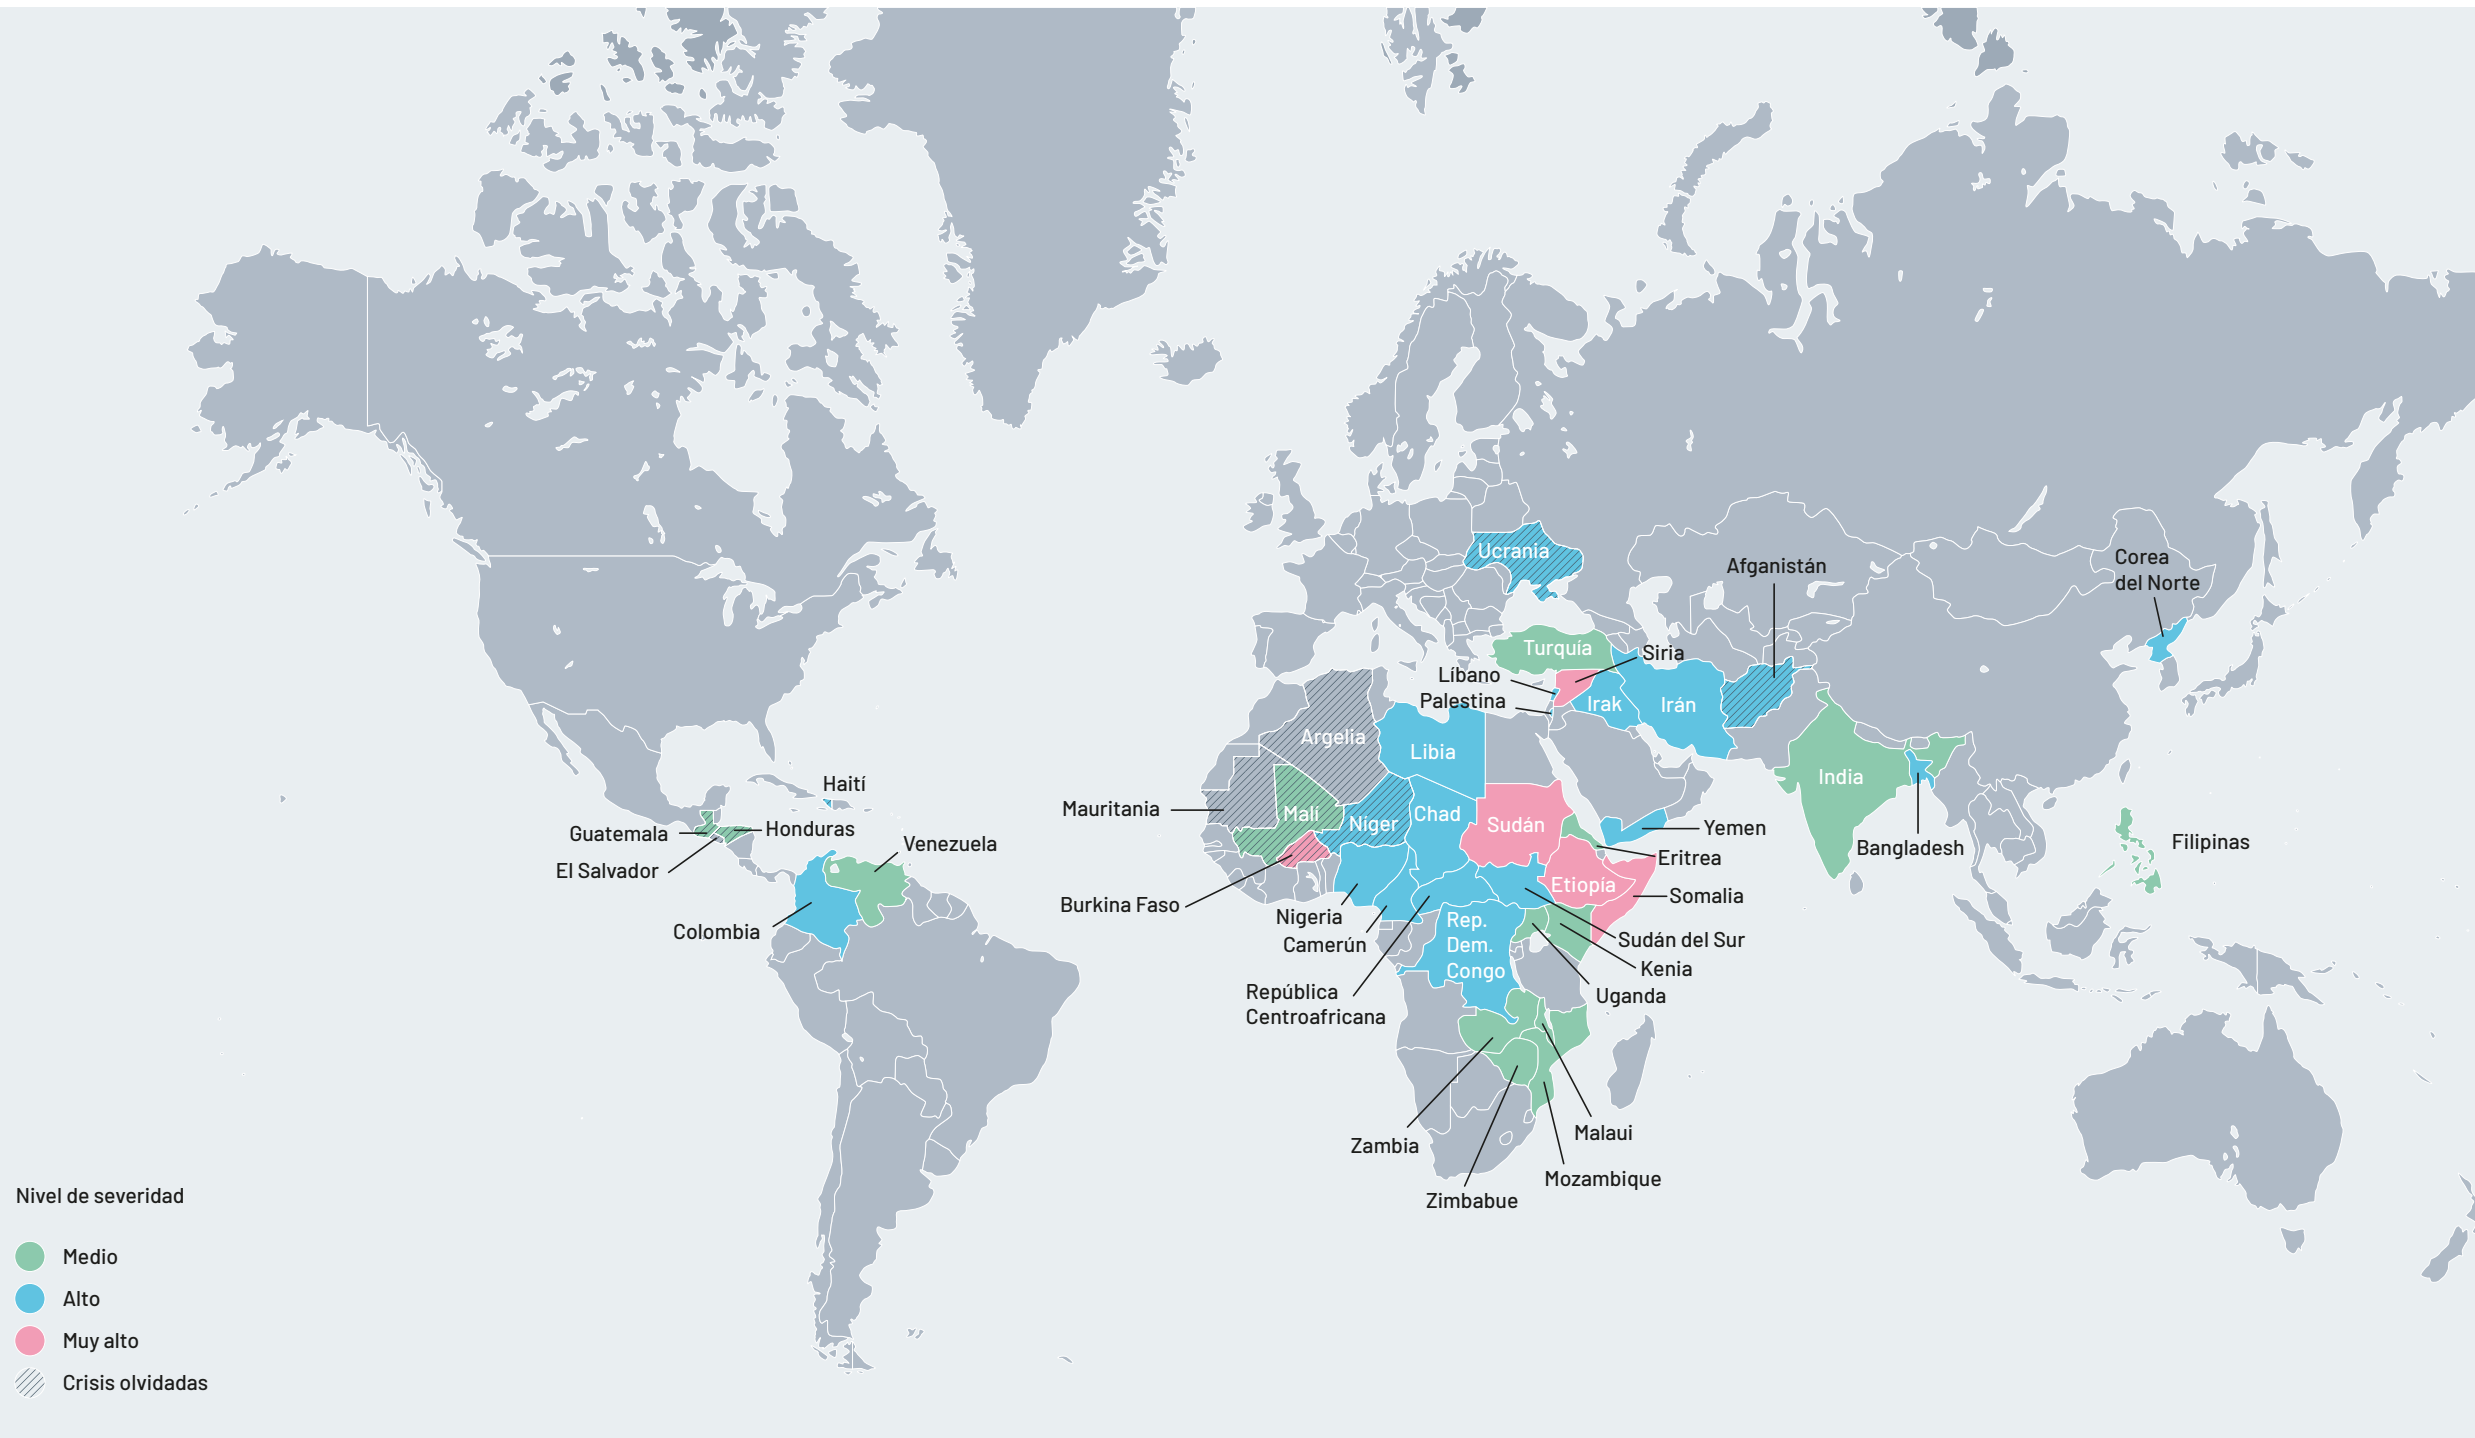 Ucrania
Afganistán
Corea
del Norte
Turquía
Siria
Líbano
Palestina
Irak
Irán
Argelia
Libia
India
Haití
Mauritania
Malí
Níger
Chad
Sudán
Yemen
Guatemala
Honduras
Venezuela
Eritrea
Bangladesh
Filipinas
El Salvador
Etiopía
Somalia
Burkina Faso
Nigeria
Colombia
Camerún
Rep.
Dem.
Congo
Sudán del Sur
Kenia
República
Centroafricana
Uganda
Zambia
Malaui
Mozambique
Zimbabue
Nivel de severidad
Medio
Alto
Muy alto
Crisis olvidadas